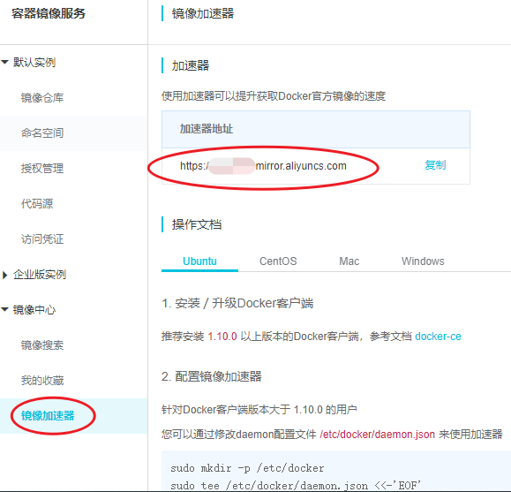 容器镜像服务
默认实例
镜像仓库
命名空间
授权管理
代码源
访问凭证
企业版实例
镜像中心
镜像搜索
我的收藏
镜像加速器
镜像加速器
加速器
使用加速器可以提升获取Docker官方镜像的速度
加速器地址
https:/ mirror.aliyuncs.com 复制
操作文档
Ubuntu CentOS Mac Windows
1. 安装 / 升级Docker客户端
推荐安装 1.10.0 以上版本的Docker客户端，参考文档 docker-ce
2. 配置镜像加速器
针对Docker客户端版本大于 1.10.0 的用户
您可以通过修改daemon配置文件 /etc/docker/daemon.json 来使用加速器
sudo mkdir -p /etc/docker
sudo tee /etc/docker/daemon.json <<-'EOF'